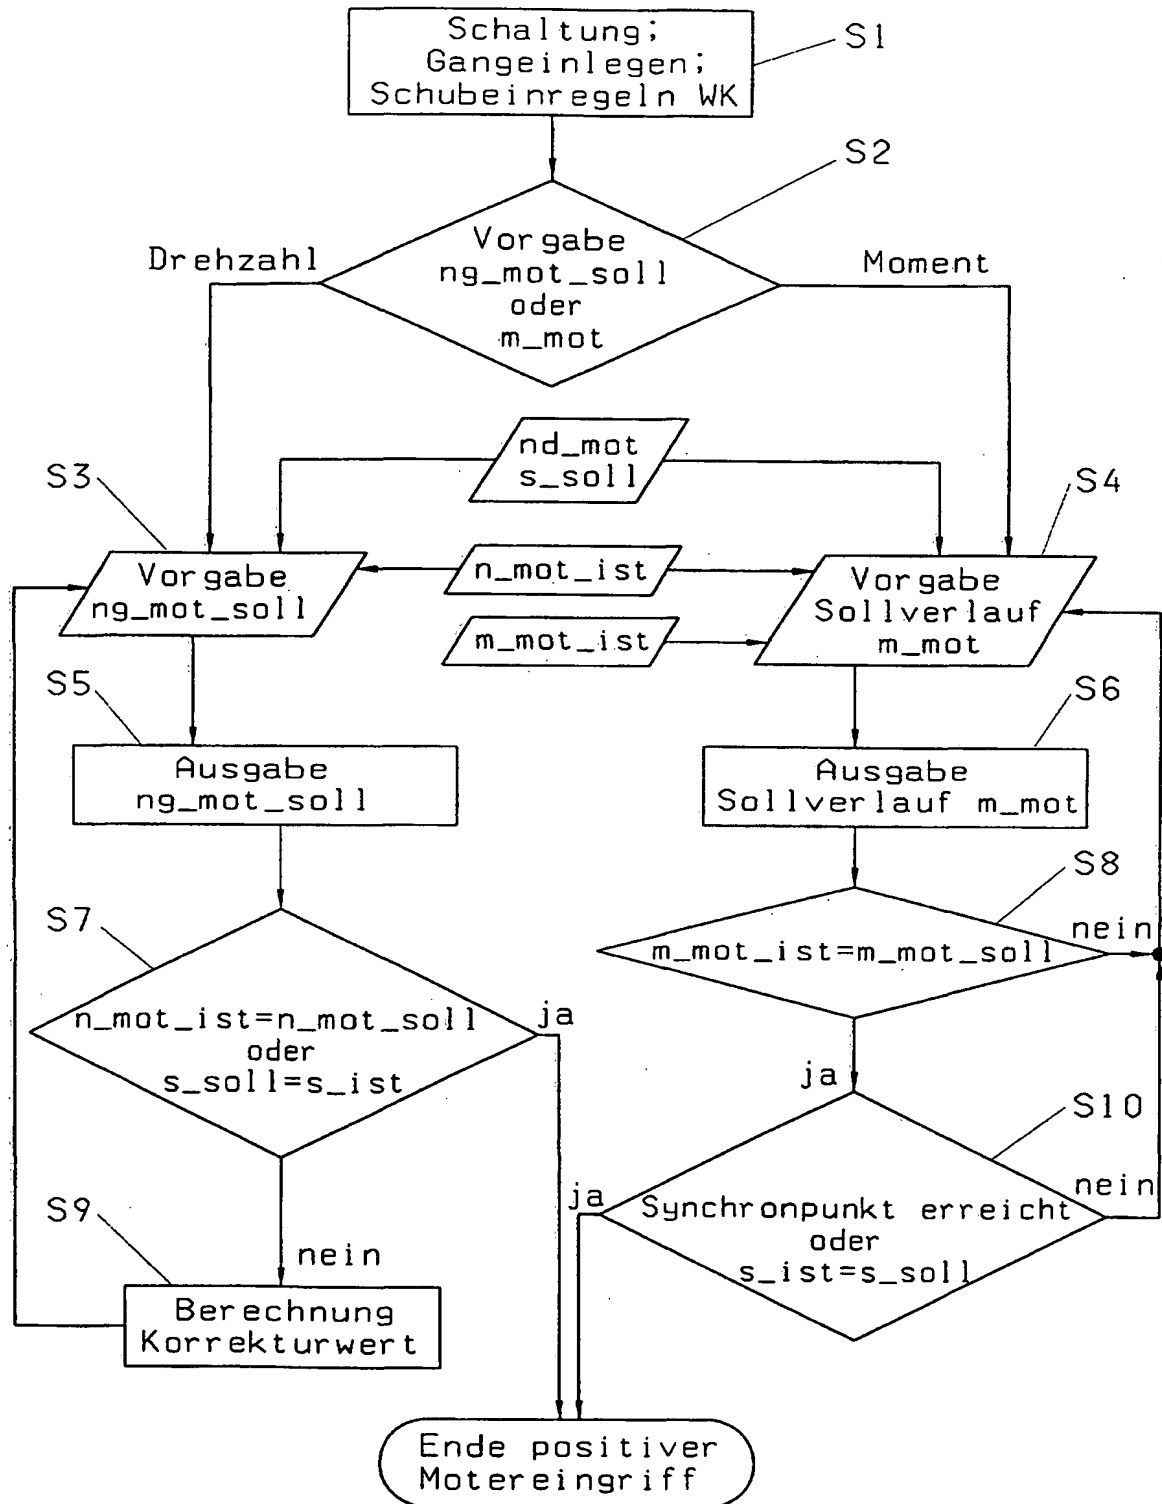 Schaltung;
Gangeinlegen;
Schubeinregeln WK
S1
S2
Vorgabe
ng_mot_soll
oder
m_mot
Drehzahl
Moment
nd_mot
s_soll
S3
S4
Vorgabe
ng_mot_soll
n_mot_ist
m_mot_ist
Vorgabe
Sollverlauf
m_mot
S5
S6
Ausgabe
ng_mot_soll
Ausgabe
Sollverlauf m_mot
S7
S8
n_mot_ist=n_mot_soll
oder
s_soll=s_ist
ja
m_mot_ist=m_mot_soll
nein
ja
S10
S9
nein
Berechnung
Korrekturwert
ja
Synchronpunkt erreicht
oder
s_ist=s_soll
nein
Ende positiver
Motereingriff